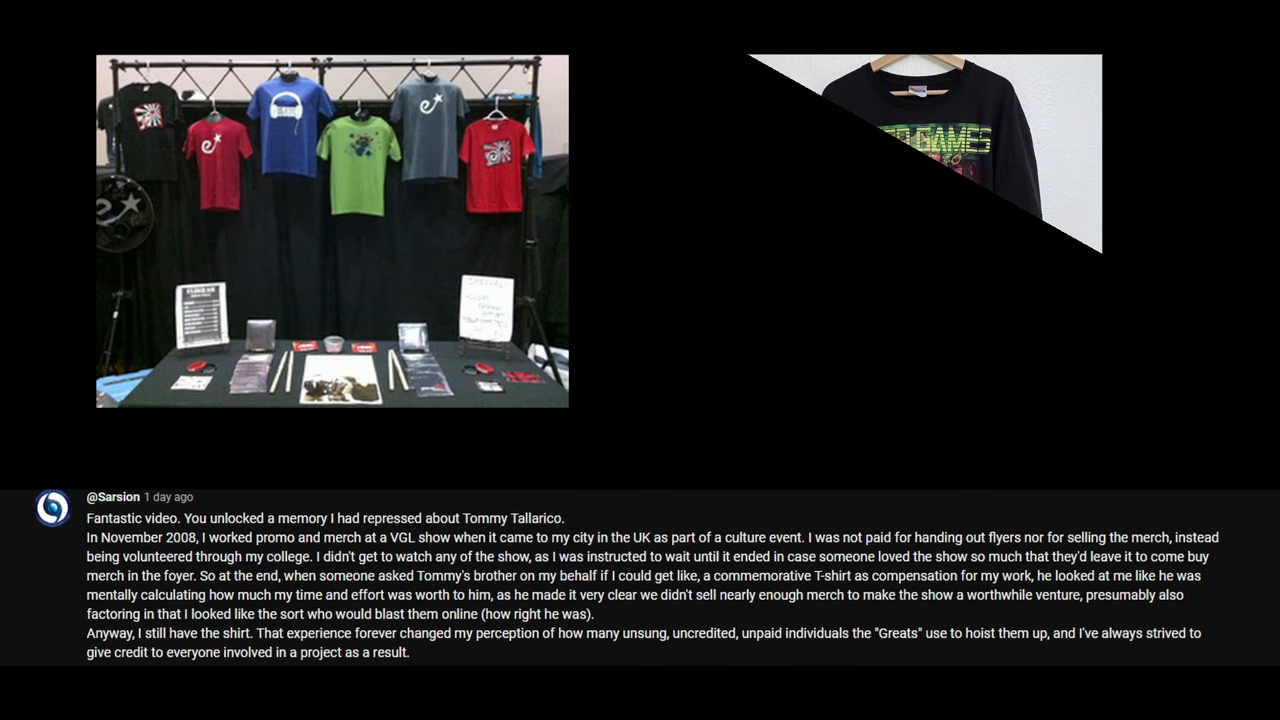 GAMES
SPECIAL
@Sarsion 1 day ago
Fantastic video. You unlocked a memory I had repressed about Tommy Tallarico.
In November 2008, I worked promo and merch at a VGL show when it came to my city in the UK as part of a culture event. I was not paid for handing out flyers nor for selling the merch, instead
being volunteered through my college. I didn't get to watch any of the show, as I was instructed to wait until it ended in case someone loved the show so much that they'd leave it to come buy
merch in the foyer. So at the end, when someone asked Tommy's brother on my behalf if I could get like, a commemorative T-shirt as compensation for my work, he looked at me like he was
mentally calculating how much my time and effort was worth to him, as he made it very clear we didn't sell nearly enough merch to make the show a worthwhile venture, presumably also
factoring in that I looked like the sort who would blast them online (how right he was).
Anyway, I still have the shirt. That experience forever changed my perception of how many unsung, uncredited, unpaid individuals the "Greats" use to hoist them up, and I've always strived to
give credit to everyone involved in a project as a result.